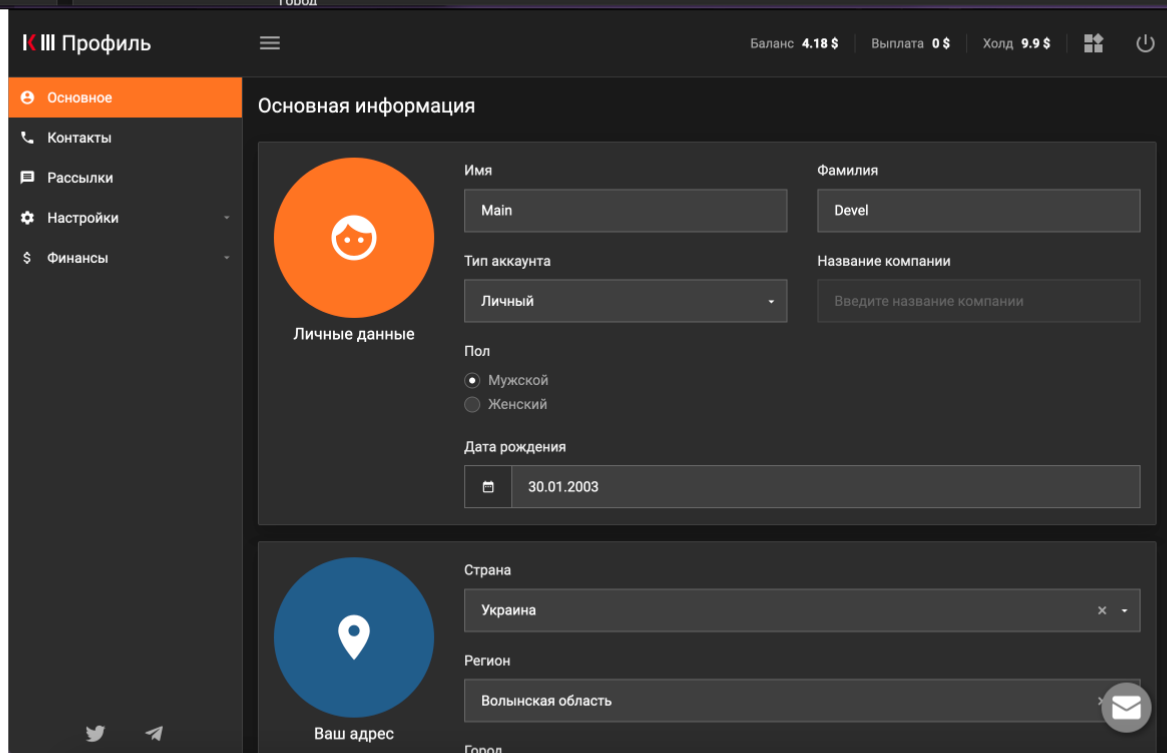 Город
Профиль
Баланс 4.18 $
Выплата 0 $
Холд 9.9 $
Основное
Контакты
Рассылки
Настройки
$ Финансы
Основная информация
Личные данные
Имя
Main
Фамилия
Devel
Тип аккаунта
Личный
Название компании
Введите название компании
Пол
Мужской
Женский
Дата рождения
30.01.2003
Ваш адрес
Страна
Украина
Регион
Волынская область
Город